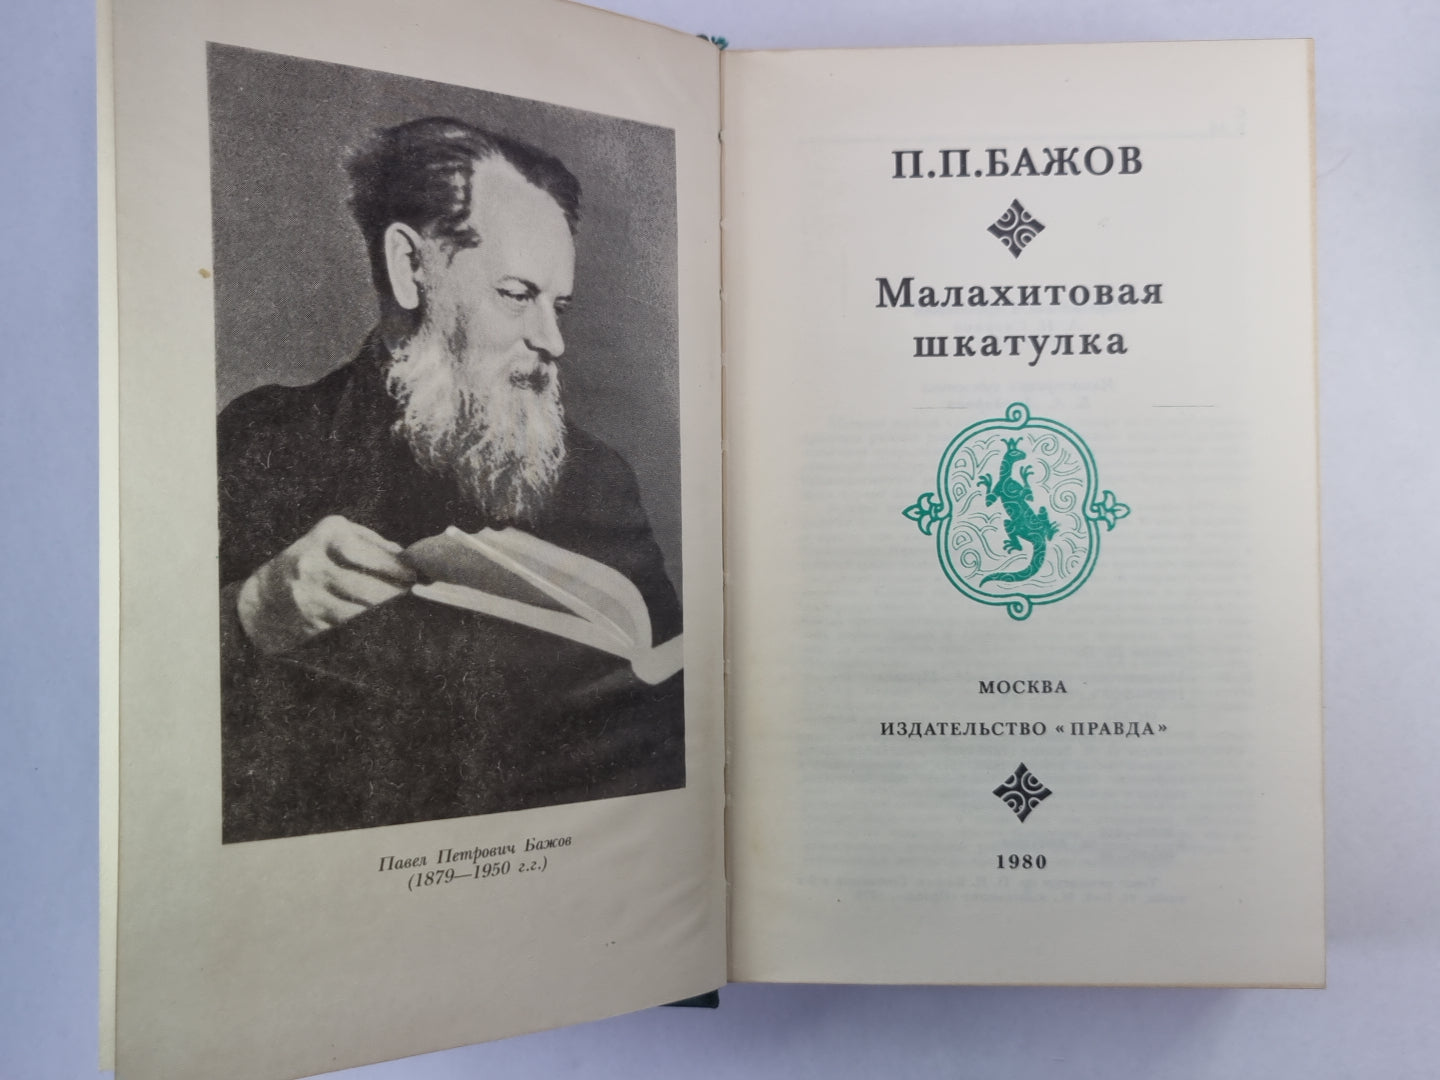 Павел Петрович Бажов
(1879—1950 г.г.)
П.П.БАЖОВ
Малахитовая
шкатулка
МОСКВА
ИЗДАТЕЛЬСТВО «ПРАВДА»
1980